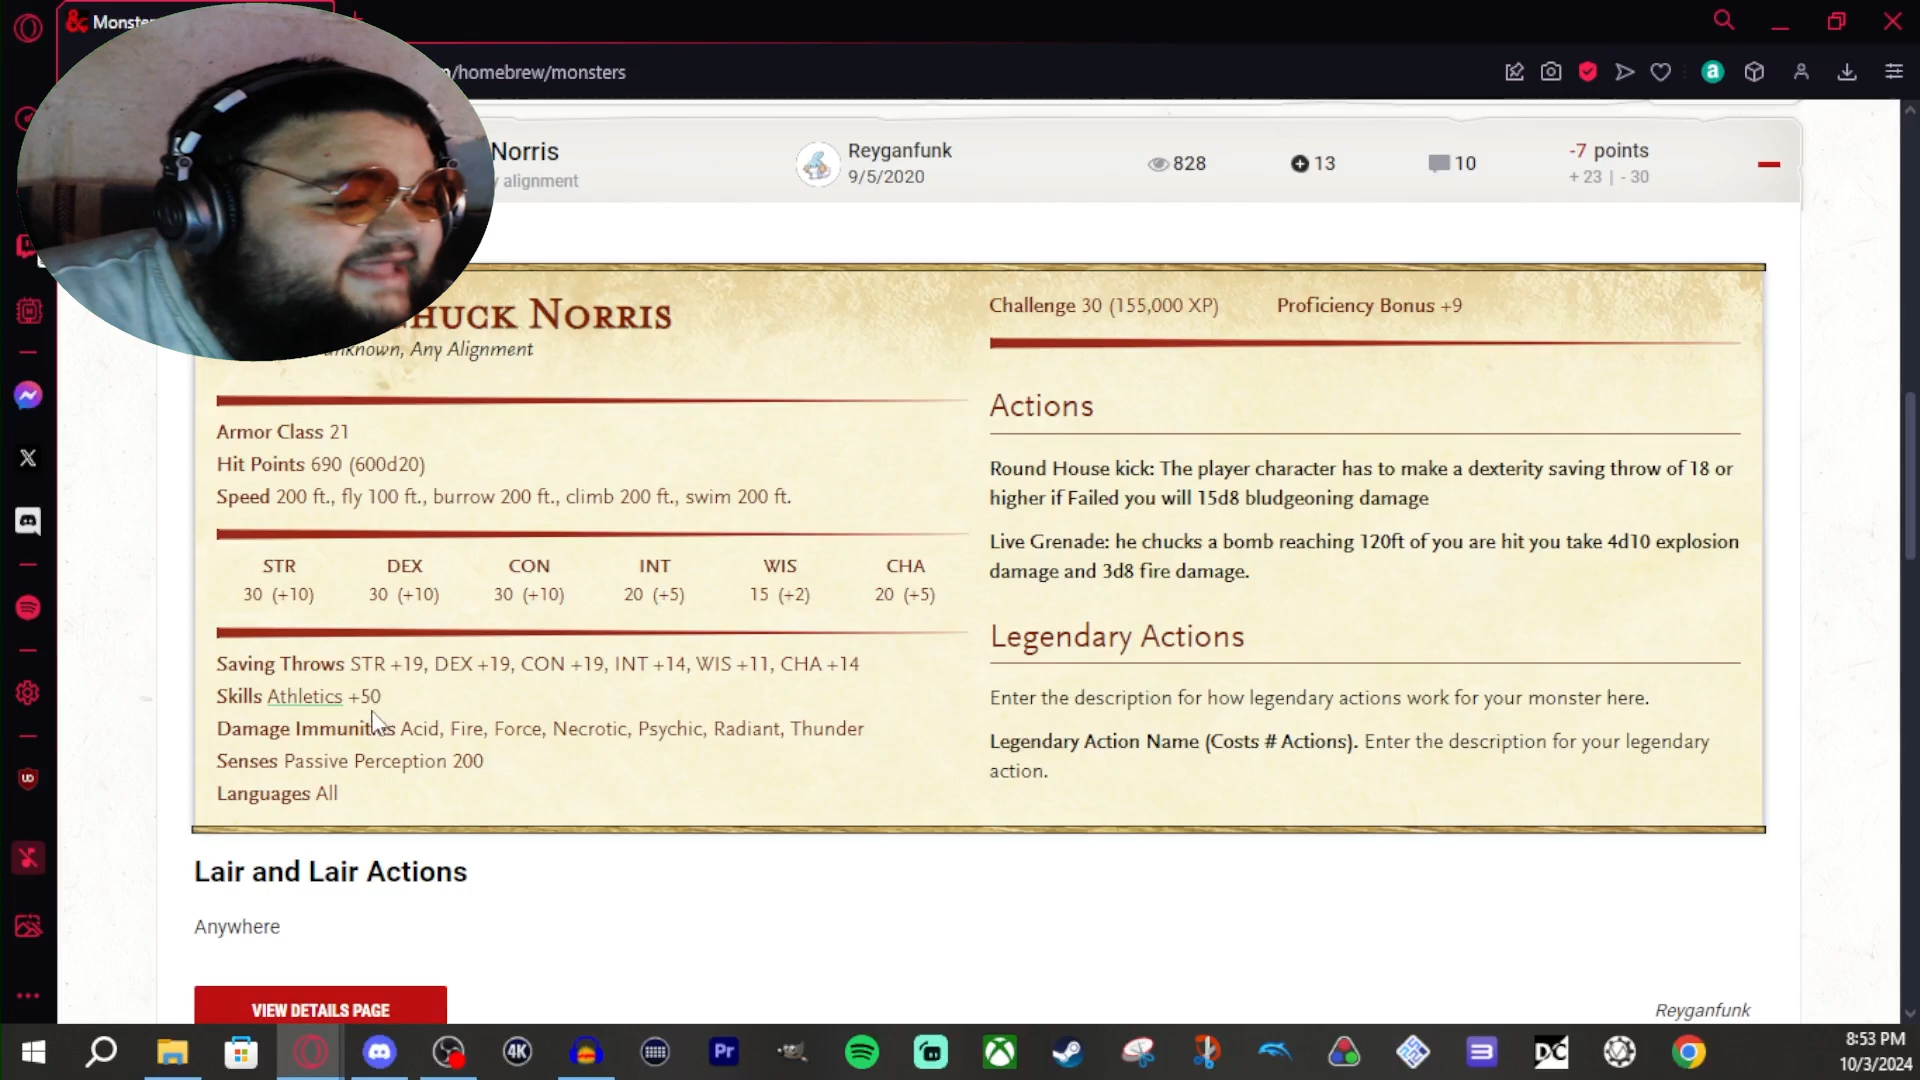 Monste
/homebrew/monsters
Norris
alignment
Reyganfunk
9/5/2020
828
13
10
-7 points
+ 23 | - 30
Chuck Norris
Unknown, Any Alignment
Armor Class 21
Hit Points 690 (600d20)
Speed 200 ft., fly 100 ft., burrow 200 ft., climb 200 ft., swim 200 ft.
STR DEX CON INT WIS CHA
30 (+10) 30 (+10) 30 (+10) 20 (+5) 15 (+2) 20 (+5)
Saving Throws STR +19, DEX +19, CON +19, INT +14, WIS +11, CHA +14
Skills Athletics +50
Damage Immunities Acid, Fire, Force, Necrotic, Psychic, Radiant, Thunder
Senses Passive Perception 200
Languages All
Challenge 30 (155,000 XP) Proficiency Bonus +9
Actions
Round House kick: The player character has to make a dexterity saving throw of 18 or
higher if Failed you will 15d8 bludgeoning damage
Live Grenade: he chucks a bomb reaching 120ft of you are hit you take 4d10 explosion
damage and 3d8 fire damage.
Legendary Actions
Enter the description for how legendary actions work for your monster here.
Legendary Action Name (Costs # Actions). Enter the description for your legendary
action.
Lair and Lair Actions
Anywhere
VIEW DETAILS PAGE
Reyganfunk
4K
Pr
DC
8:53 PM
10/3/2024